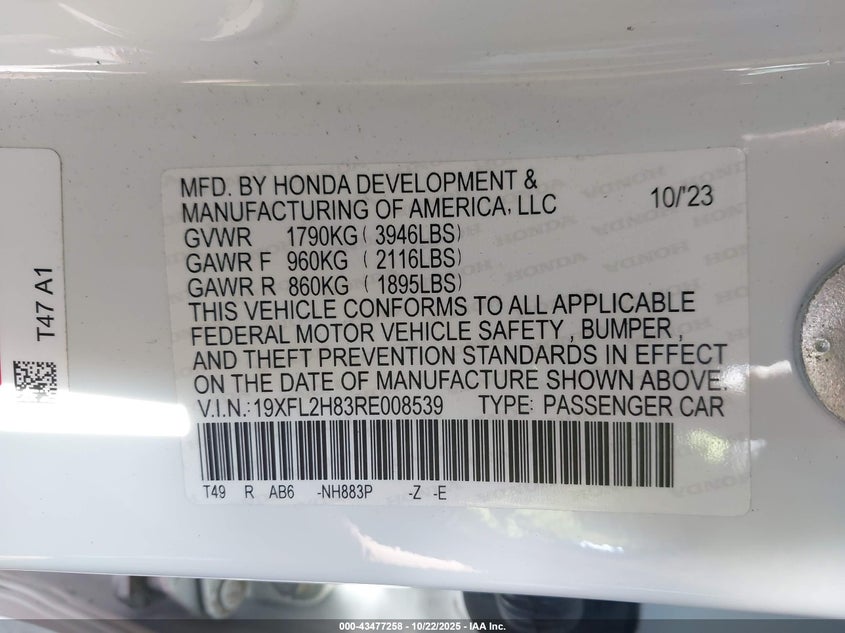 MFD. BY HONDA DEVELOPMENT &
MANUFACTURING OF AMERICA, LLC 10/'23
GVWR 1790KG ( 3946LBS)
GAWR F 960KG ( 2116LBS)
GAWR R 860KG ( 1895LBS)
THIS VEHICLE CONFORMS TO ALL APPLICABLE
FEDERAL MOTOR VEHICLE SAFETY , BUMPER ,
AND THEFT PREVENTION STANDARDS IN EFFECT
ON THE DATE OF MANUFACTURE SHOWN ABOVE.
V.I.N.:19XFL2H83RE008539 TYPE: PASSENGER CAR
T49 R AB6 -NH883P -Z -E
T47 A1
000-43477258 - 10/22/2025 - IAA Inc.